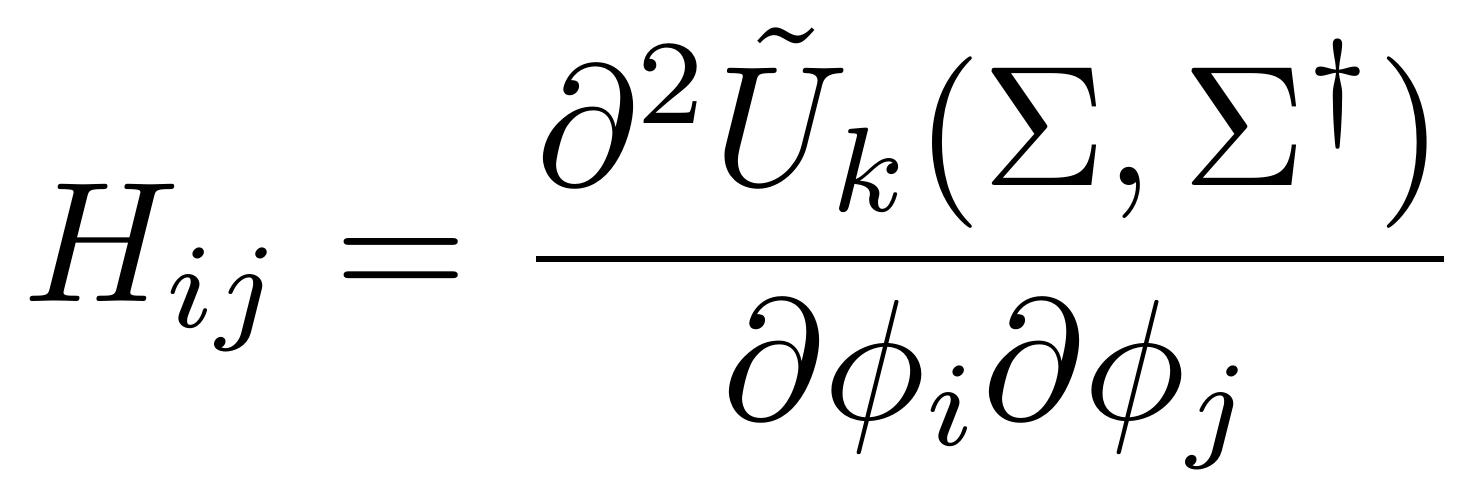 H_{ij} = \frac{\partial^2 \tilde{U}_k(\Sigma, \Sigma^\dagger)}{\partial \phi_i \partial \phi_j}